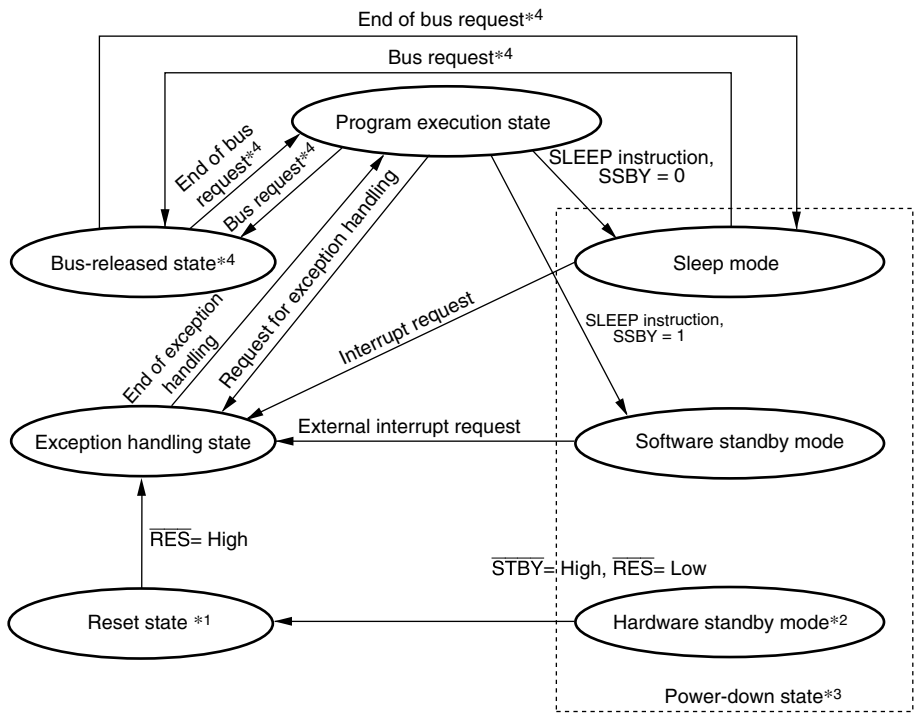 End of bus request*4
Bus request*4
Program execution state
End of bus
request*4
Bus request*4
SLEEP instruction,
SSBY = 0
Bus-released state*4
Sleep mode
End of exception
handling
Request for exception handling
Interrupt request
SLEEP instruction,
SSBY = 1
Exception handling state
External interrupt request
Software standby mode
RES= High
STBY= High, RES= Low
Reset state *1
Hardware standby mode*2
Power-down state*3